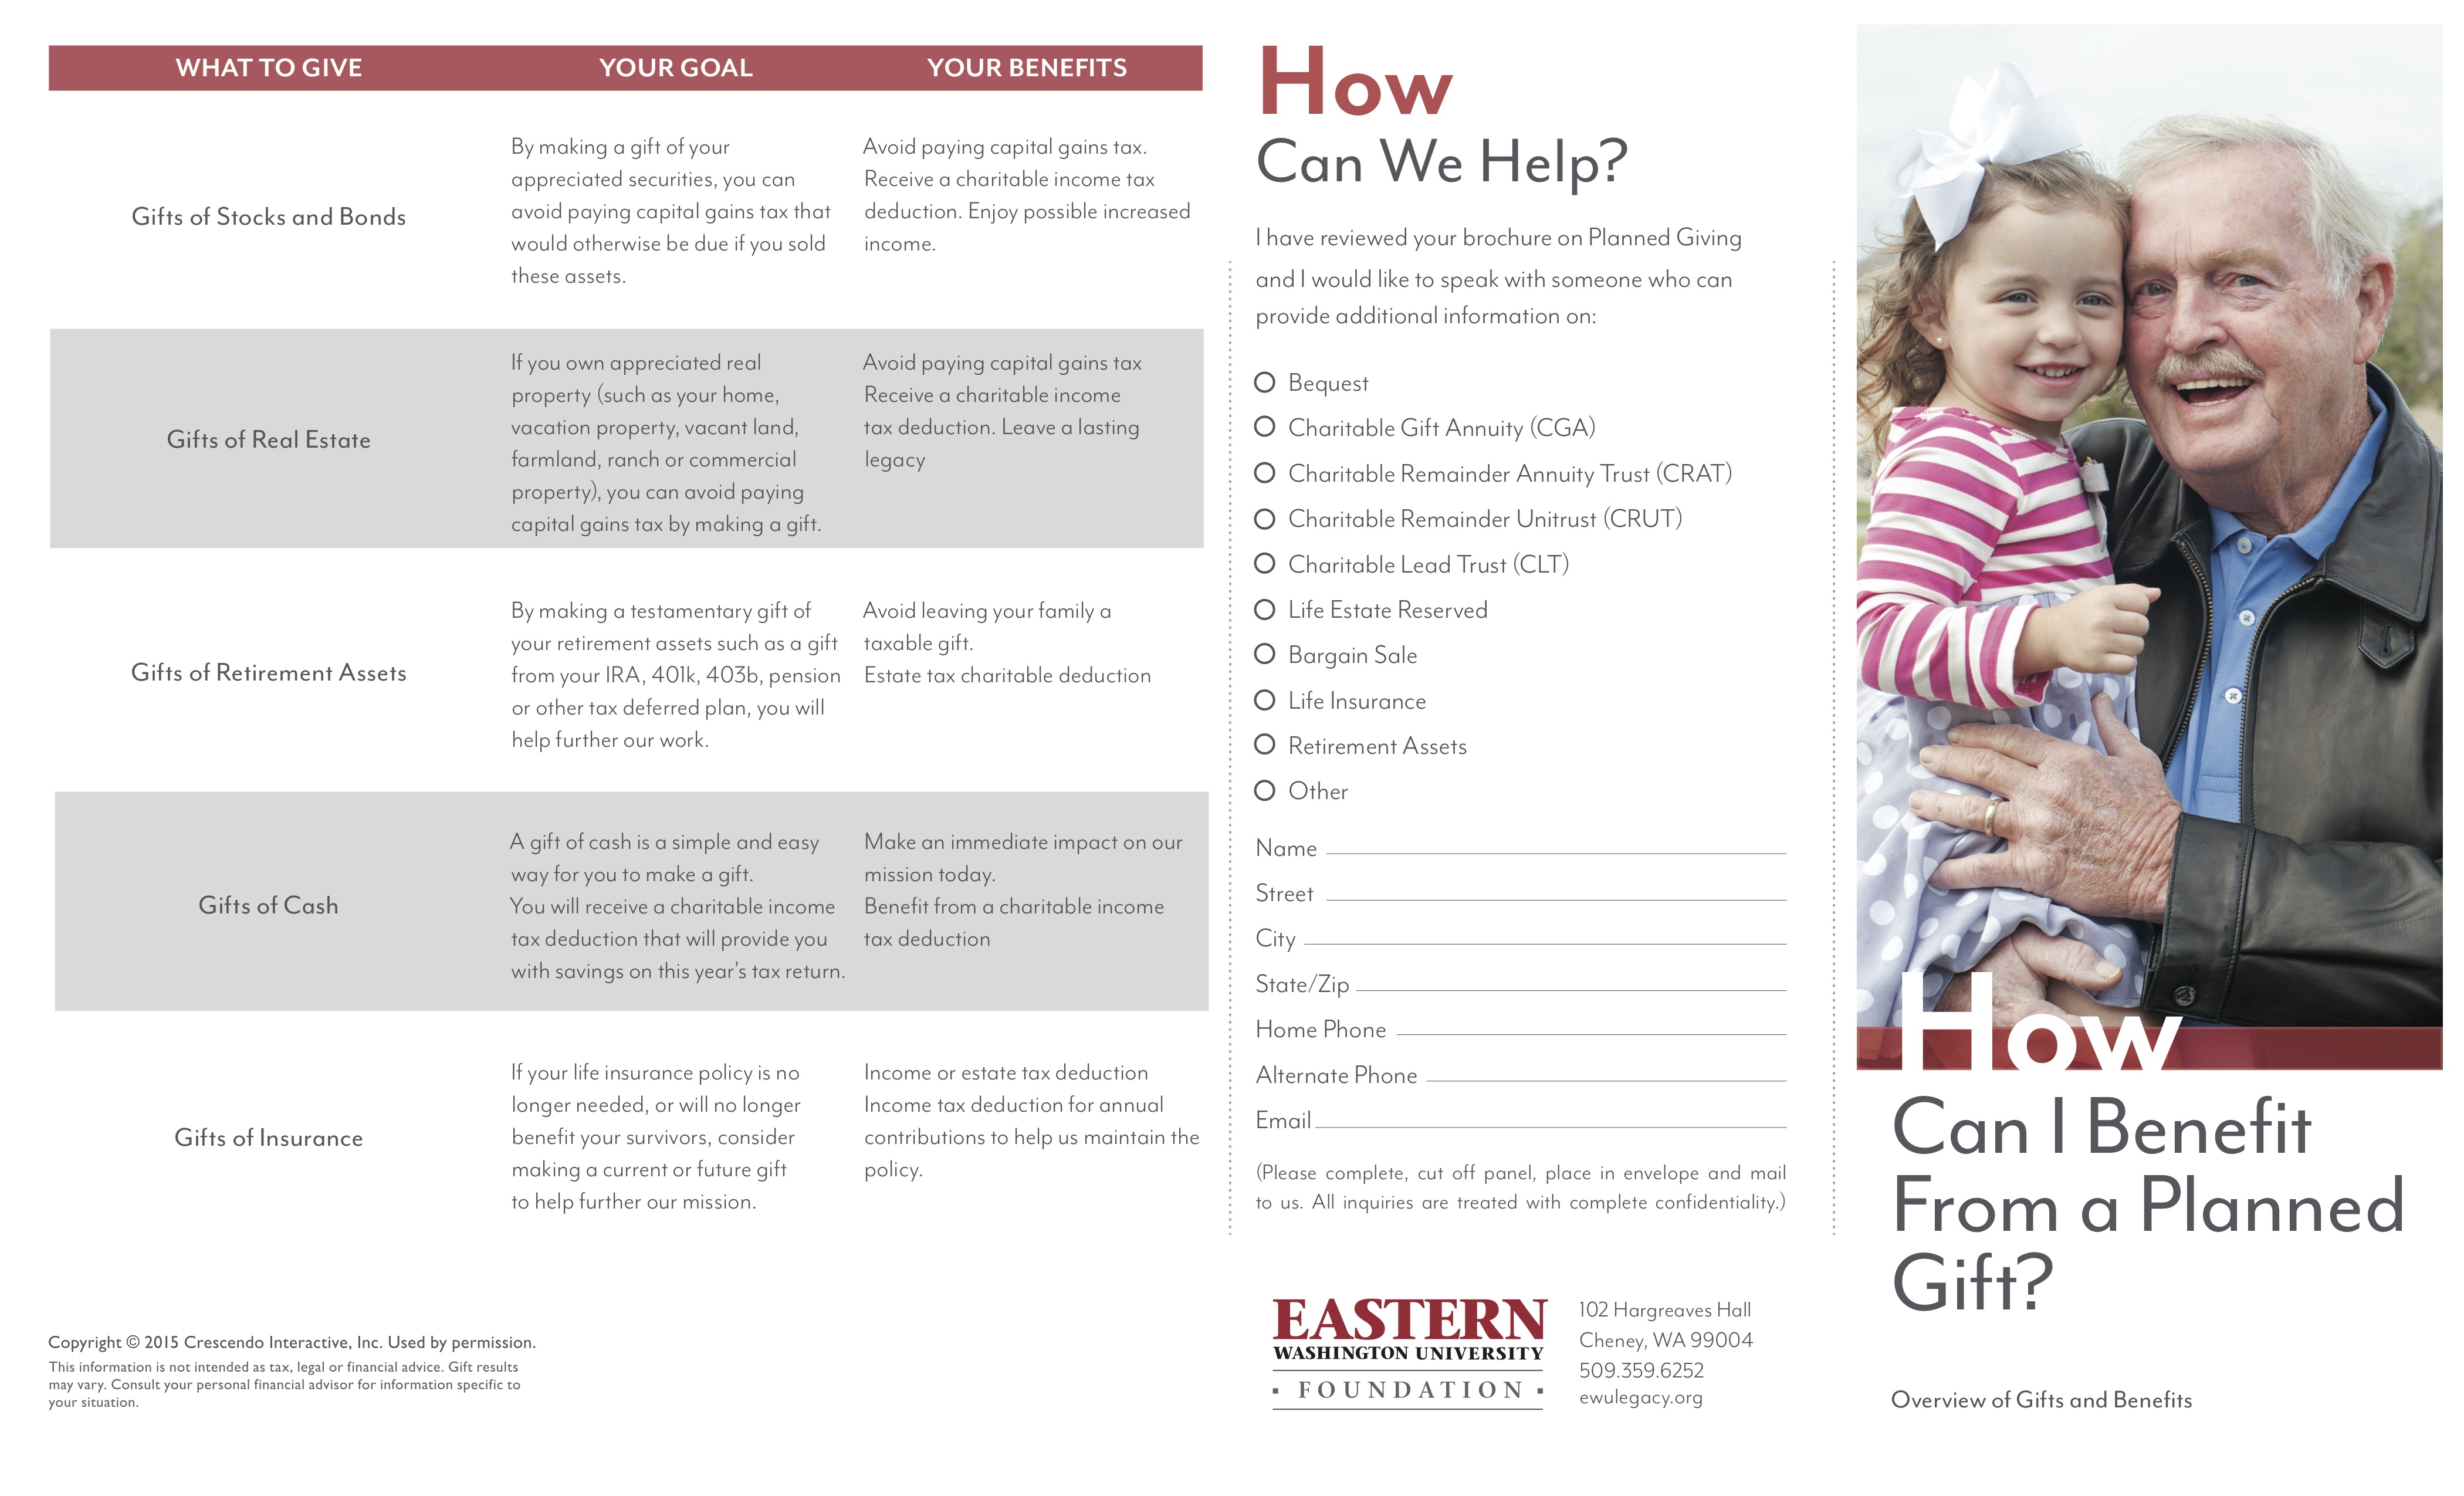 WHAT TO GIVE
YOUR GOAL
YOUR BENEFITS
Gifts of Stocks and Bonds
By making a gift of your
appreciated securities, you can
avoid paying capital gains tax that
would otherwise be due if you sold
these assets.
Avoid paying capital gains tax.
Receive a charitable income tax
deduction. Enjoy possible increased
income.
Gifts of Real Estate
If you own appreciated real
property (such as your home,
vacation property, vacant land,
farmland, ranch or commercial
property), you can avoid paying
capital gains tax by making a gift.
Avoid paying capital gains tax
Receive a charitable income
tax deduction. Leave a lasting
legacy
Gifts of Retirement Assets
By making a testamentary gift of
your retirement assets such as a gift
from your IRA, 401k, 403b, pension
or other tax deferred plan, you will
help further our work.
Avoid leaving your family a
taxable gift.
Estate tax charitable deduction
Gifts of Cash
A gift of cash is a simple and easy
way for you to make a gift.
You will receive a charitable income
tax deduction that will provide you
with savings on this year's tax return.
Make an immediate impact on our
mission today.
Benefit from a charitable income
tax deduction
Gifts of Insurance
If your life insurance policy is no
longer needed, or will no longer
benefit your survivors, consider
making a current or future gift
to help further our mission.
Income or estate tax deduction
Income tax deduction for annual
contributions to help us maintain the
policy.
Copyright © 2015 Crescendo Interactive, Inc. Used by permission.
This information is not intended as tax, legal or financial advice. Gift results
may vary. Consult your personal financial advisor for information specific to
your situation.
How
Can We Help?
I have reviewed your brochure on Planned Giving
and I would like to speak with someone who can
provide additional information on:
Bequest
Charitable Gift Annuity (CGA)
Charitable Remainder Annuity Trust (CRAT)
Charitable Remainder Unitrust (CRUT)
Charitable Lead Trust (CLT)
Life Estate Reserved
Bargain Sale
Life Insurance
Retirement Assets
Other
Name
Street
City
State/Zip
Home Phone
Alternate Phone
Email
(Please complete, cut off panel, place in envelope and mail
to us. All inquiries are treated with complete confidentiality.)
EASTERN
WASHINGTON UNIVERSITY
FOUNDATION
102 Hargreaves Hall
Cheney, WA 99004
509.359.6252
ewulegacy.org
How
Can I Benefit
From a Planned
Gift?
Overview of Gifts and Benefits